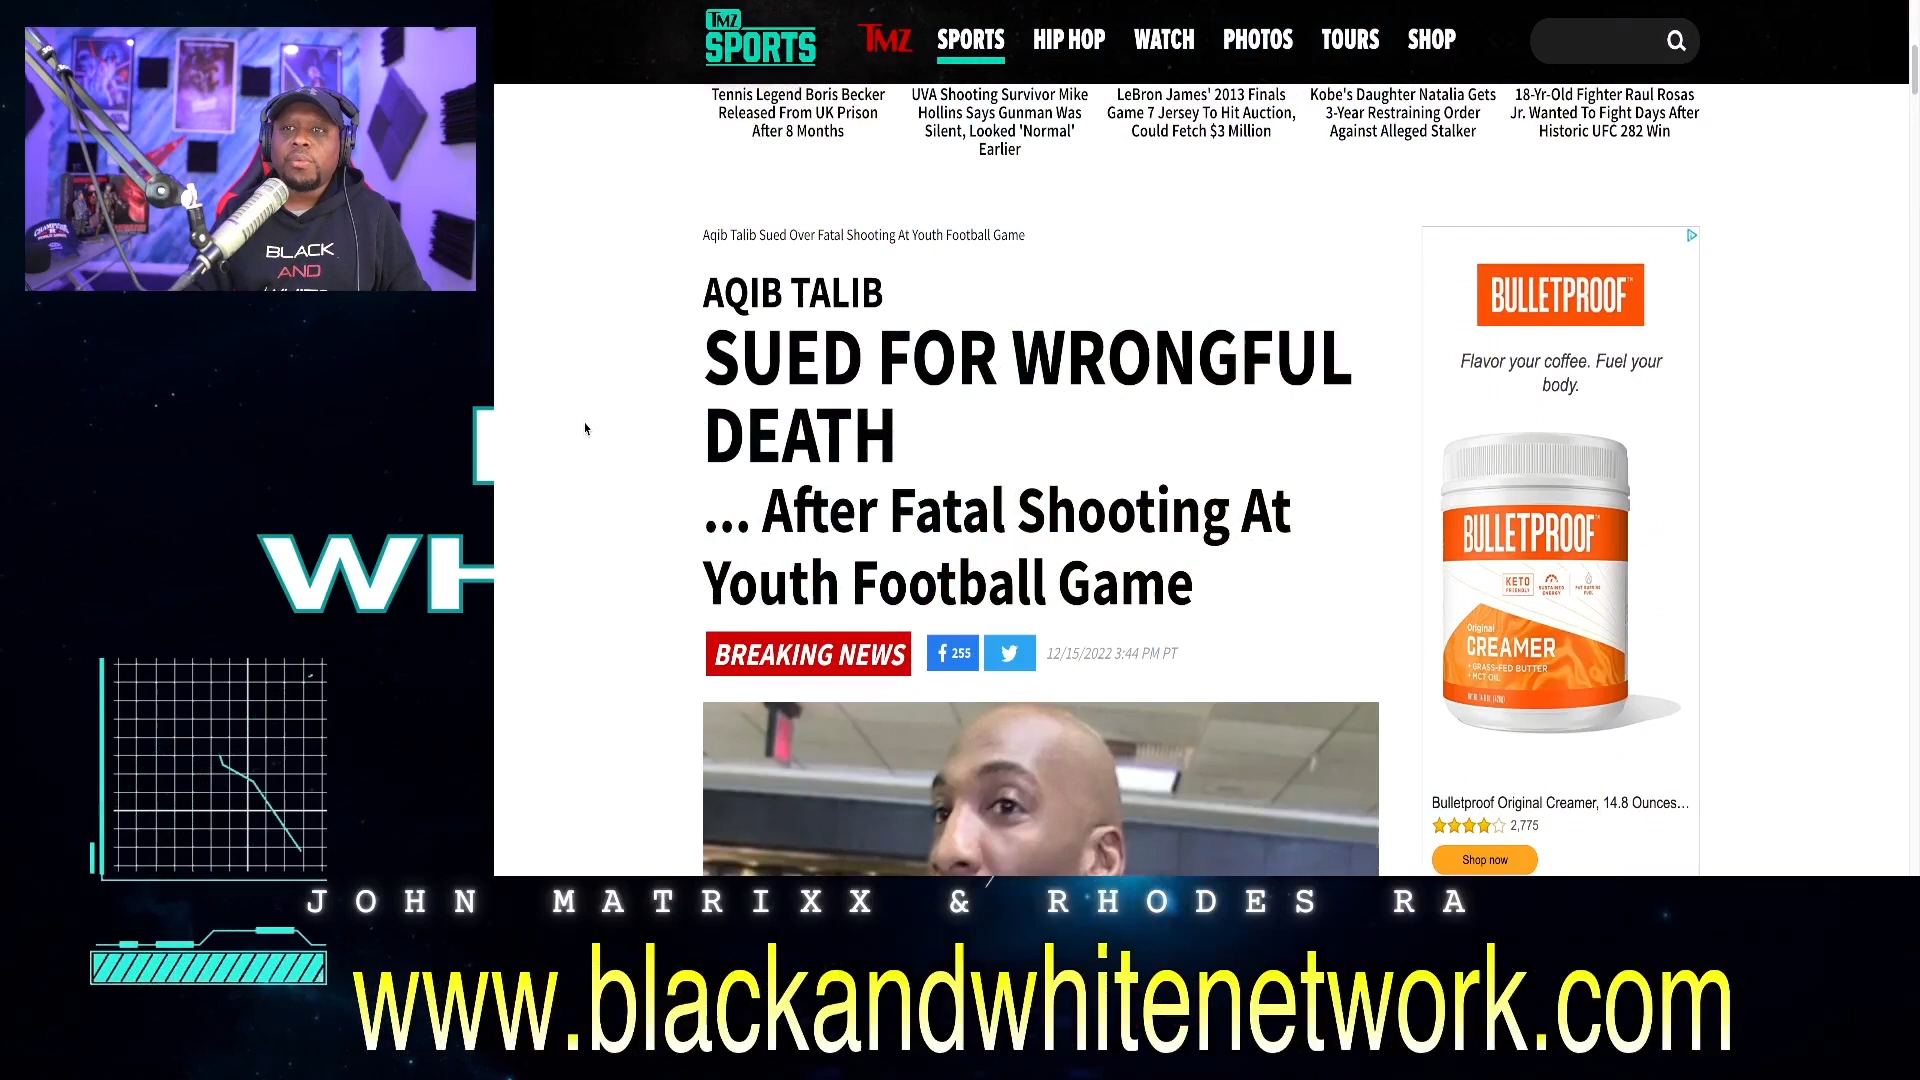 TMZ
SPORTS
TMZ
SPORTS
HIP HOP
WATCH
PHOTOS
TOURS
SHOP
Tennis Legend Boris Becker
Released From UK Prison
After 8 Months
UVA Shooting Survivor Mike
Hollins Says Gunman Was
Silent, Looked 'Normal'
Earlier
LeBron James' 2013 Finals
Game 7 Jersey To Hit Auction,
Could Fetch $3 Million
Kobe's Daughter Natalia Gets
3-Year Restraining Order
Against Alleged Stalker
18-Yr-Old Fighter Raul Rosas
Jr. Wanted To Fight Days After
Historic UFC 282 Win
BLACK
AND
Aqib Talib Sued Over Fatal Shooting At Youth Football Game
AQIB TALIB
SUED FOR WRONGFUL
DEATH
... After Fatal Shooting At
Youth Football Game
BREAKING NEWS
255
12/15/2022 3:44 PM PT
BULLETPROOF™
Flavor your coffee. Fuel your
body.
BULLETPROOF™
KETO
FRIENDLY
SUSTAINED
ENERGY
Original
CREAMER
• GRASS-FED BUTTER
• MCT OIL
Bulletproof Original Creamer, 14.8 Ounces...
2,775
Shop now
WH
JOHN MATRIXX & RHODES RA
www.blackandwhitenetwork.com